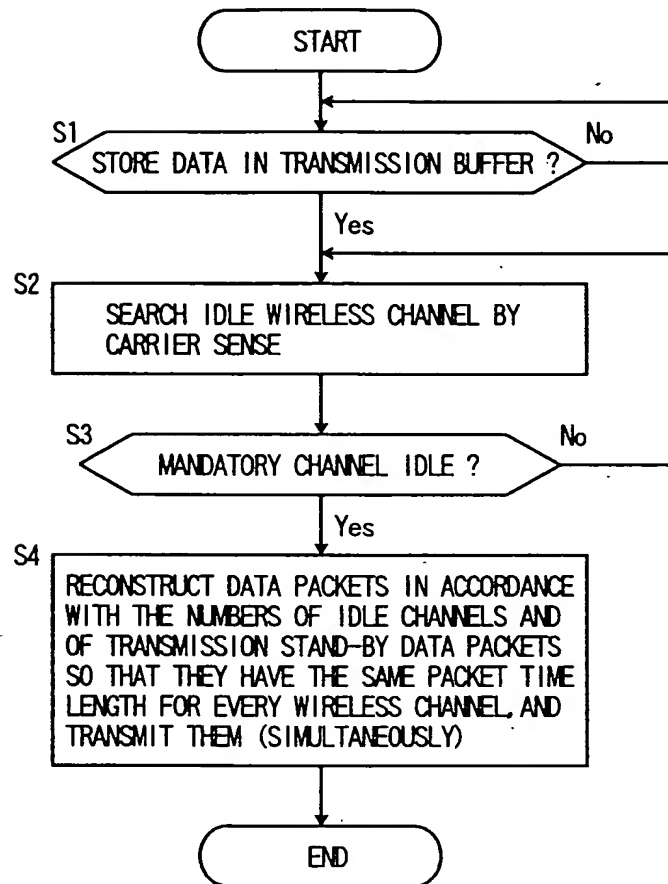 START
S1
No
STORE DATA IN TRANSMISSION BUFFER ?
Yes
S2
SEARCH IDLE WIRELESS CHANNEL BY
CARRIER SENSE
S3
No
MANDATORY CHANNEL IDLE ?
Yes
S4
RECONSTRUCT DATA PACKETS IN ACCORDANCE
WITH THE NUMBERS OF IDLE CHANNELS AND
OF TRANSMISSION STAND-BY DATA PACKETS
SO THAT THEY HAVE THE SAME PACKET TIME
LENGTH FOR EVERY WIRELESS CHANNEL, AND
TRANSMIT THEM (SIMULTANEOUSLY)
END